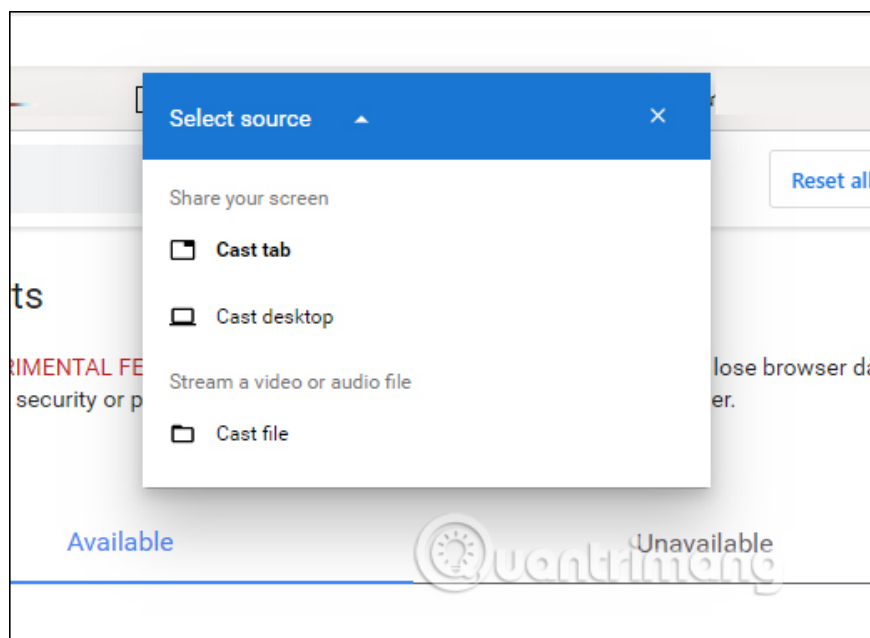 Select source
Reset all
Share your screen
Cast tab
ts
Cast desktop
RIMENTAL FE
lose browser da
Stream a video or audio file
security or p
er.
Cast file
Available
Unavailable
Quantrimang